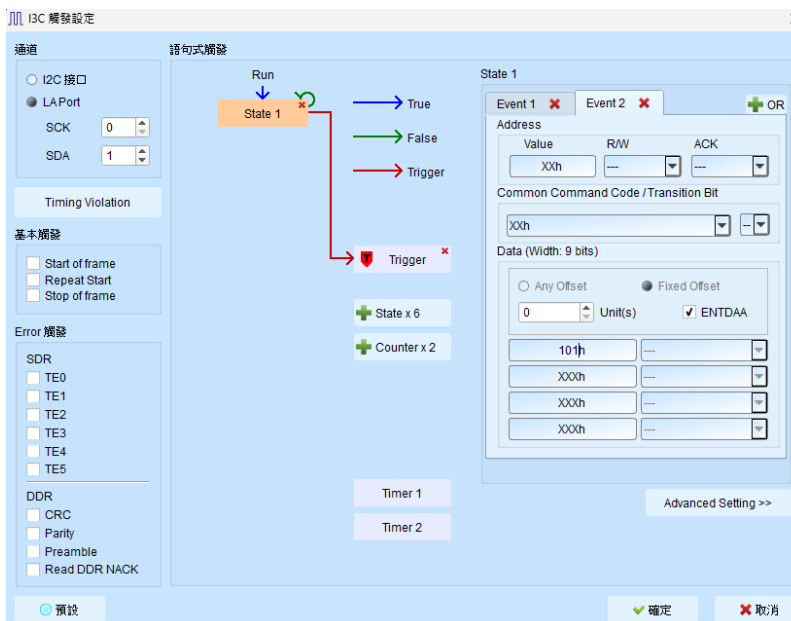 I3C 觸發設定
通道
I2C 接口
LA Port
SCK 0
SDA 1
Timing Violation
基本觸發
Start of frame
Repeat Start
Stop of frame
Error 觸發
SDR
TE0
TE1
TE2
TE3
TE4
TE5
DDR
CRC
Parity
Preamble
Read DDR NACK
預設
語句式觸發
Run
State 1
True
False
Trigger
T Trigger
State x 6
Counter x 2
Timer 1
Timer 2
State 1
Event 1 Event 2 OR
Address
Value R/W ACK
XXh --- ---
Common Command Code / Transition Bit
XXh --
Data (Width: 9 bits)
Any Offset Fixed Offset
0 Unit(s) ENTDAA
101h ---
XXXh ---
XXXh ---
XXXh ---
Advanced Setting >>
確定 取消